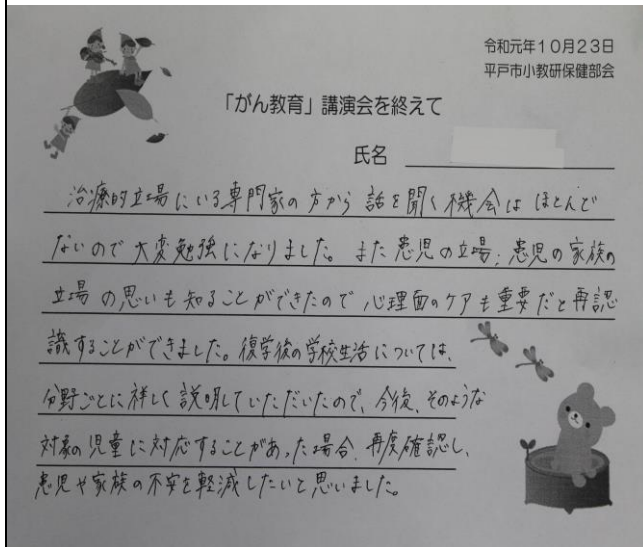 令和元年10月23日
平戸市小教研保健部会
「がん教育」講演会を終えて
氏名
治療的立場にいる専門家の方から話を聞く機会はほとんど
ないので大変勉強になりました。また患児の立場、患児の家族の
立場の思いも知ることができたので心理面のケアも重要だと再認
識することができました。復学後の学校生活については、
分野ごとに詳しく説明していただいたので、今後、そのような
対象の児童に対応することがあった場合、再度確認し、
患児や家族の不安を軽減したいと思いました。